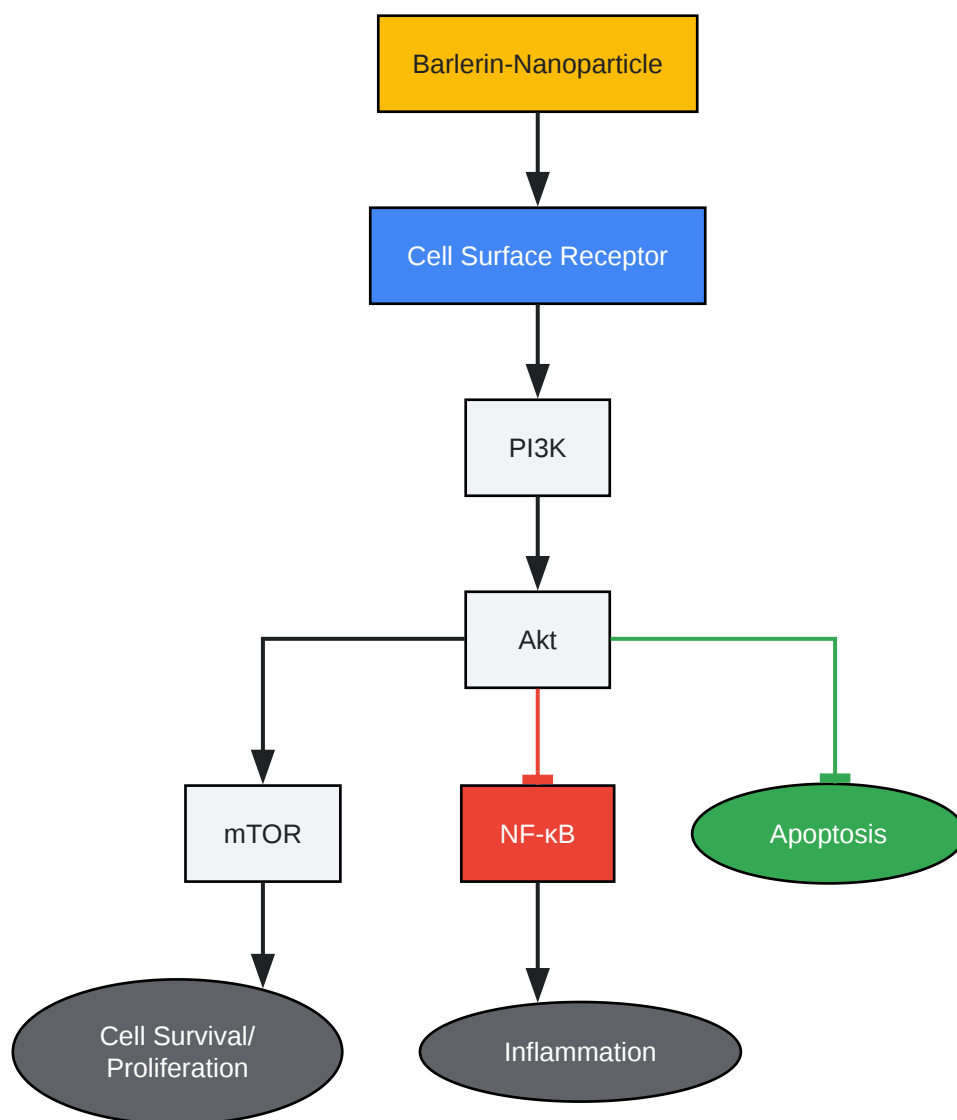 Barlerin-Nanoparticle
Cell Surface Receptor
PI3K
Akt
mTOR
NF-κB
Apoptosis
Cell Survival/
Proliferation
Inflammation